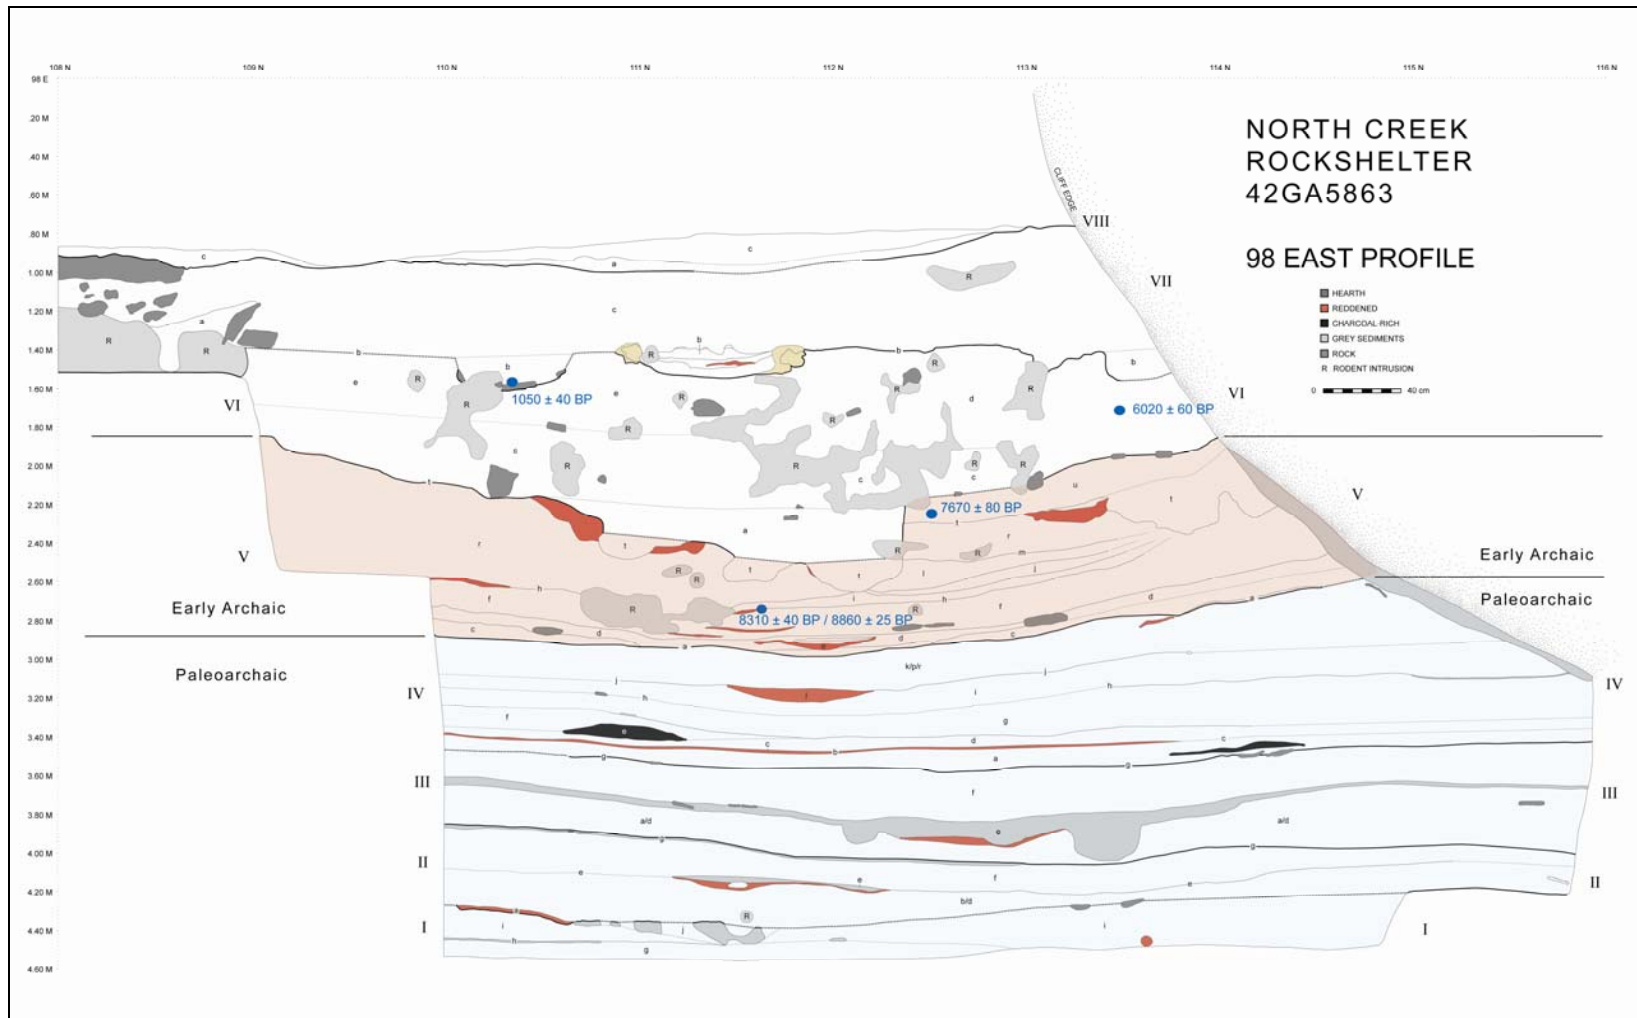 108 N 109 N 110 N 111 N 112 N 113 N 114 N 115 N 116 N
98 E
.20 M
.40 M
.60 M
.80 M
1.00 M
1.20 M
1.40 M
1.60 M
1.80 M
2.00 M
2.20 M
2.40 M
2.60 M
2.80 M
3.00 M
3.20 M
3.40 M
3.60 M
3.80 M
4.00 M
4.20 M
4.40 M
4.60 M
NORTH CREEK
ROCKSHELTER
42GA5863
98 EAST PROFILE
HEARTH
REDDENED
CHARCOAL-RICH
GREY SEDIMENTS
ROCK
R RODENT INTRUSION
0 40 cm
CLIFF EDGE
VIII
VII
VI
VI
V
V
IV
IV
III
III
II
II
I
I
1050 ± 40 BP
6020 ± 60 BP
7670 ± 80 BP
8310 ± 40 BP / 8860 ± 25 BP
Early Archaic
Paleoarchaic
Early Archaic
Paleoarchaic
c
a
c
R
a
R
R
b
b
b
R
b
R
b
e
R
R
e
R
R
d
R
R
R
R
R
c
R
R
c
t
a
u
t
t
r
r
t
R
R
m
R
R
t
t
j
j
h
i
h
f
R
R
f
d
a
c
d
a
e
d
c
k/p/r
j
j
h
i
h
f
g
e
c
b
d
c
g
a
g
e
f
a/d
e
a/d
g
g
e
e
f
e
b/d
a
i
R
j
i
h
g